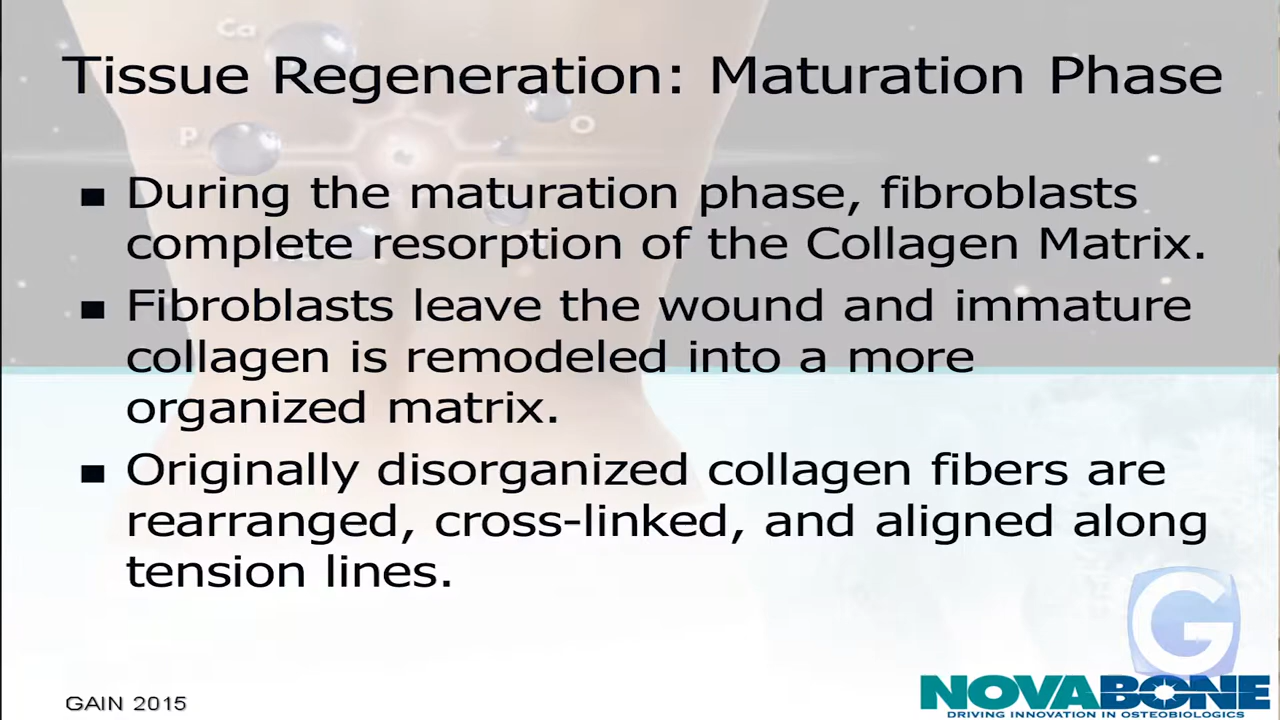 Ca
Tissue Regeneration: Maturation Phase
P
O
■ During the maturation phase, fibroblasts
complete resorption of the Collagen Matrix.
■ Fibroblasts leave the wound and immature
collagen is remodeled into a more
organized matrix.
■ Originally disorganized collagen fibers are
rearranged, cross-linked, and aligned along
tension lines.
G
GAIN 2015
NOVABONE
DRIVING INNOVATION IN OSTEOBIOLOGICS